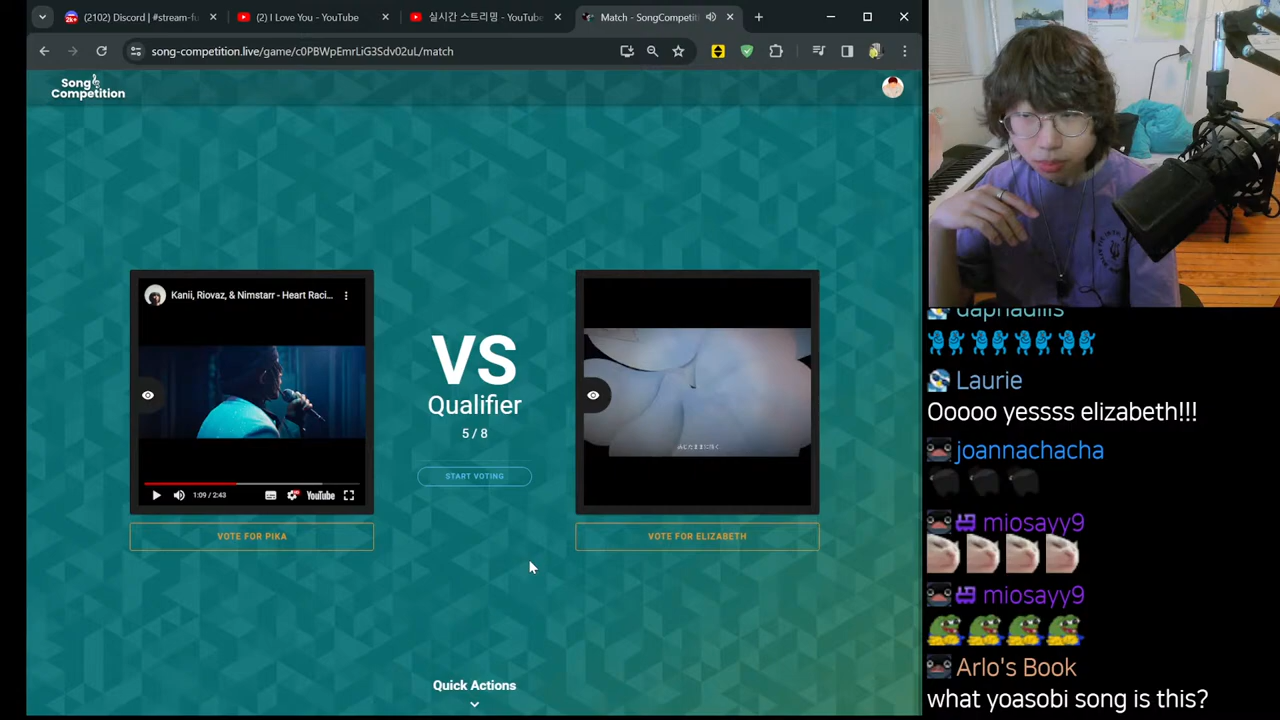 (2102) Discord | #stream-fu
(2) I Love You - YouTube
실시간 스트리밍 - YouTube
Match - SongCompetit
song-competition.live/game/c0PBWpEmrLiG3Sdv02uL/match
Song
Competition
Kanii, Riovaz, & Nimstarr - Heart Raci...
1:09 / 2:43
YouTube
VOTE FOR PIKA
VS
Qualifier
5 / 8
START VOTING
VOTE FOR ELIZABETH
Quick Actions
daphadillis
Laurie
Ooooo yessss elizabeth!!!
joannachacha
miosayy9
miosayy9
Arlo's Book
what yoasobi song is this?